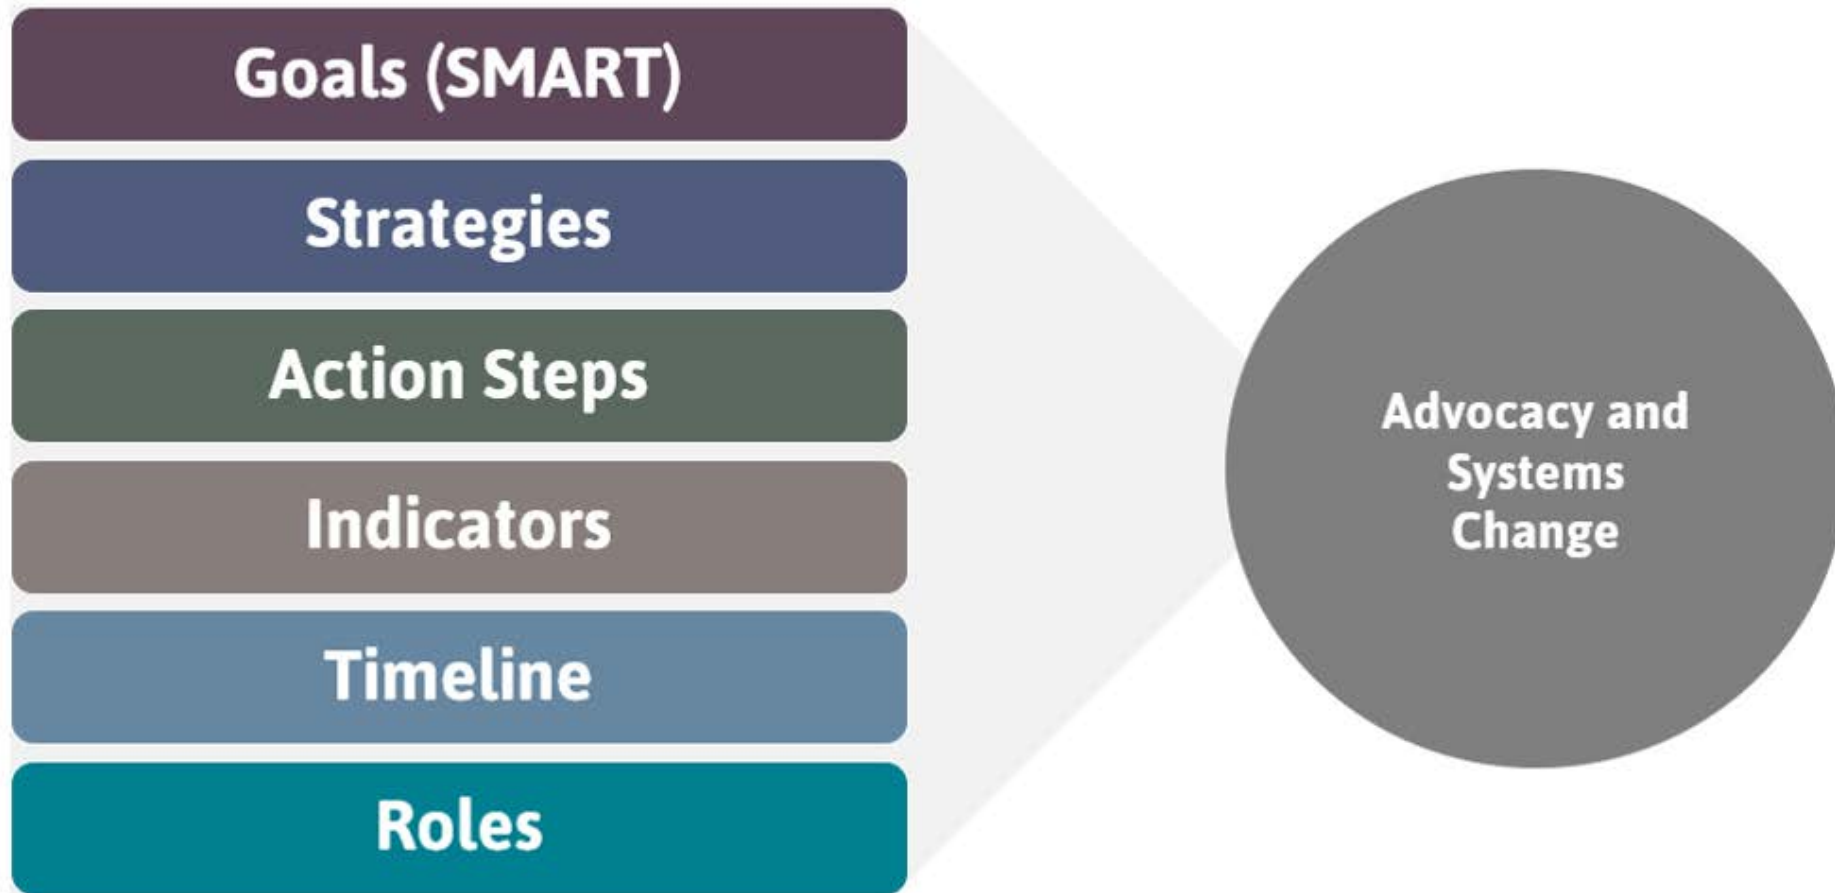 Goals (SMART)
Strategies
Action Steps
Indicators
Timeline
Roles
Advocacy and
Systems
Change